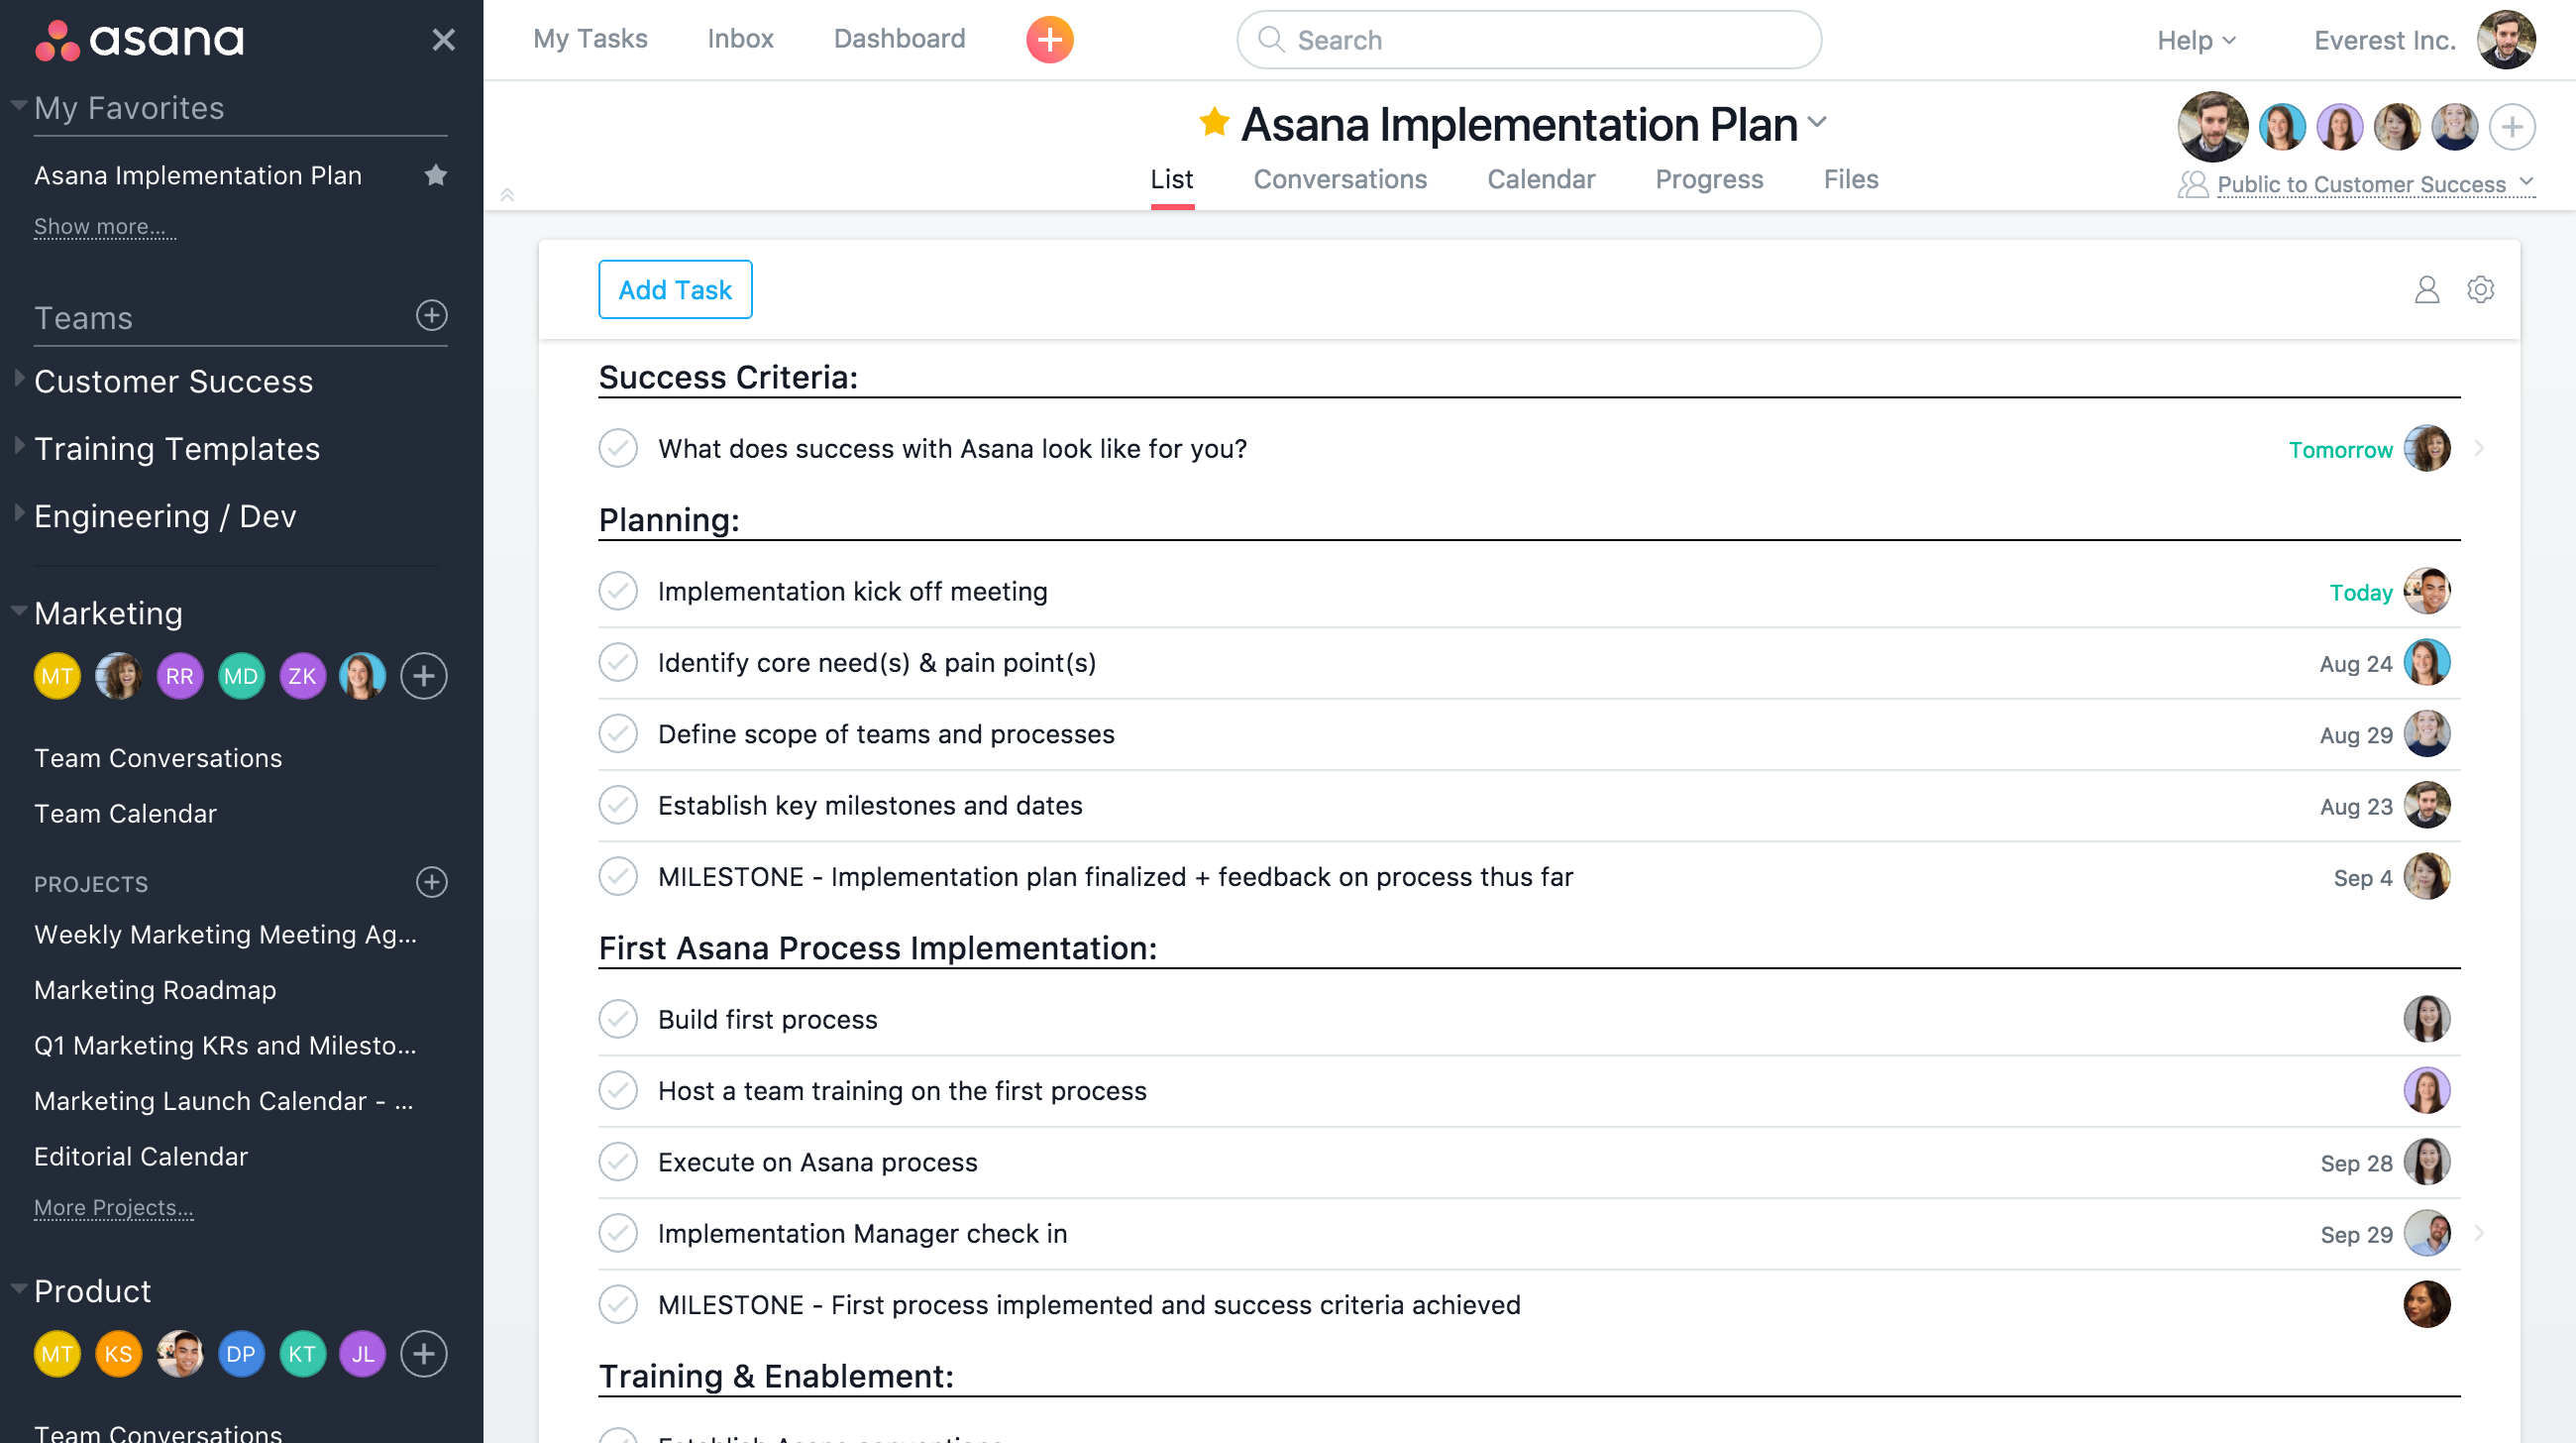 asana
My Favorites
Asana Implementation Plan
Show more...
Teams
Customer Success
Training Templates
Engineering / Dev
Marketing
MT RR MD ZK
Team Conversations
Team Calendar
PROJECTS
Weekly Marketing Meeting Ag...
Marketing Roadmap
Q1 Marketing KRs and Milesto...
Marketing Launch Calendar - ...
Editorial Calendar
More Projects...
Product
MT KS DP KT JL
Team Conversations
My Tasks Inbox Dashboard Search Help Everest Inc.
Asana Implementation Plan
List Conversations Calendar Progress Files
Public to Customer Success
Add Task
Success Criteria:
What does success with Asana look like for you? Tomorrow
Planning:
Implementation kick off meeting Today
Identify core need(s) & pain point(s) Aug 24
Define scope of teams and processes Aug 29
Establish key milestones and dates Aug 23
MILESTONE - Implementation plan finalized + feedback on process thus far Sep 4
First Asana Process Implementation:
Build first process
Host a team training on the first process
Execute on Asana process Sep 28
Implementation Manager check in Sep 29
MILESTONE - First process implemented and success criteria achieved
Training & Enablement:
Establish Asana conventions